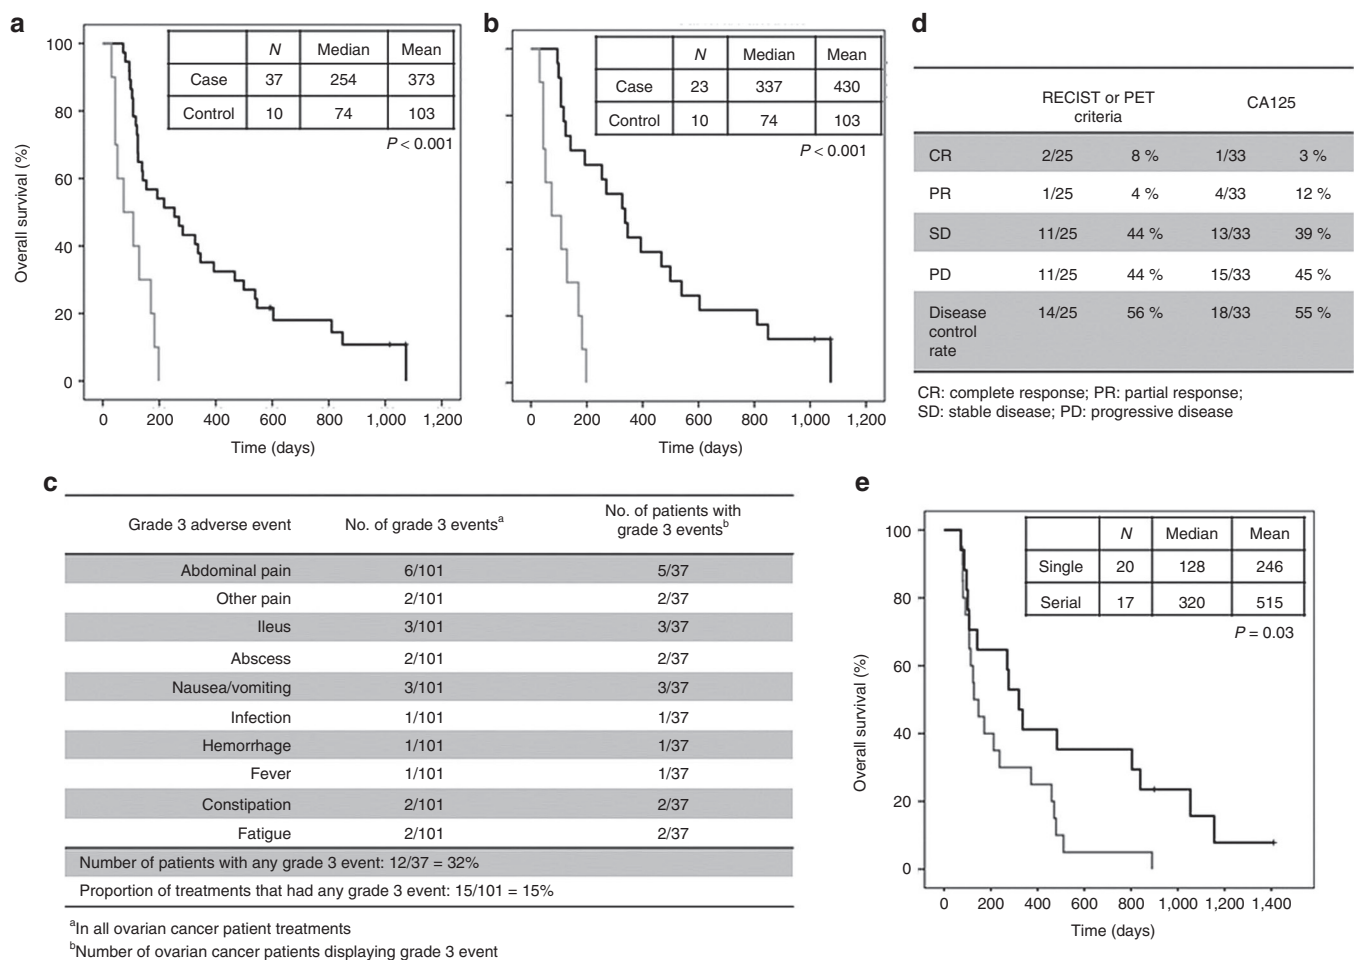 a
N Median Mean
Case 37 254 373
Control 10 74 103
P < 0.001
100
80
60
40
20
0
Overall survival (%)
0 200 400 600 800 1,000 1,200
Time (days)
b
N Median Mean
Case 23 337 430
Control 10 74 103
P < 0.001
0 200 400 600 800 1,000 1,200
Time (days)
d
RECIST or PET
criteria
CA125
CR 2/25 8 % 1/33 3 %
PR 1/25 4 % 4/33 12 %
SD 11/25 44 % 13/33 39 %
PD 11/25 44 % 15/33 45 %
Disease
control
rate
14/25 56 % 18/33 55 %
CR: complete response; PR: partial response;
SD: stable disease; PD: progressive disease
c
Grade 3 adverse event
No. of grade 3 eventsᵃ
No. of patients with
grade 3 eventsᵇ
Abdominal pain 6/101 5/37
Other pain 2/101 2/37
Ileus 3/101 3/37
Abscess 2/101 2/37
Nausea/vomiting 3/101 3/37
Infection 1/101 1/37
Hemorrhage 1/101 1/37
Fever 1/101 1/37
Constipation 2/101 2/37
Fatigue 2/101 2/37
Number of patients with any grade 3 event: 12/37 = 32%
Proportion of treatments that had any grade 3 event: 15/101 = 15%
ᵃIn all ovarian cancer patient treatments
ᵇNumber of ovarian cancer patients displaying grade 3 event
e
N Median Mean
Single 20 128 246
Serial 17 320 515
P = 0.03
100
80
60
40
20
0
Overall survival (%)
0 200 400 600 800 1,000 1,200 1,400
Time (days)